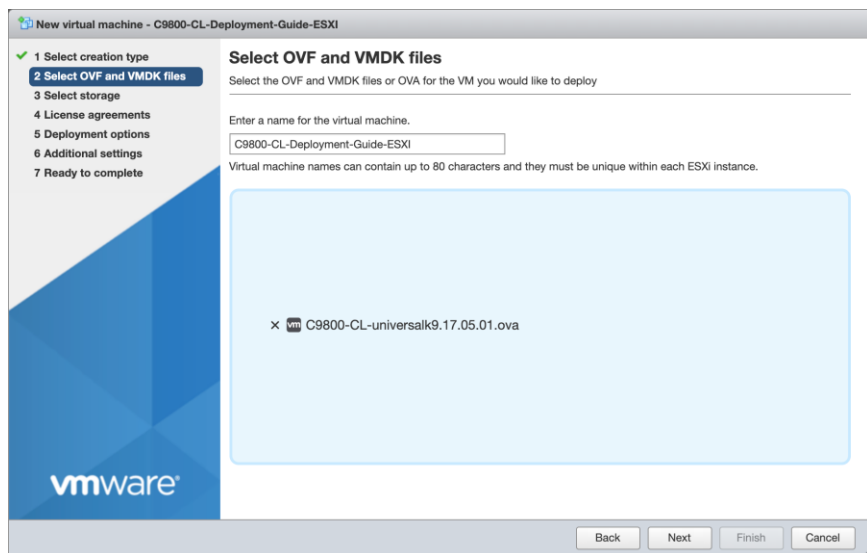 New virtual machine - C9800-CL-Deployment-Guide-ESXI
1 Select creation type
2 Select OVF and VMDK files
3 Select storage
4 License agreements
5 Deployment options
6 Additional settings
7 Ready to complete
vmware®
Select OVF and VMDK files
Select the OVF and VMDK files or OVA for the VM you would like to deploy
Enter a name for the virtual machine.
C9800-CL-Deployment-Guide-ESXI
Virtual machine names can contain up to 80 characters and they must be unique within each ESXi instance.
× vm C9800-CL-universalk9.17.05.01.ova
Back Next Finish Cancel